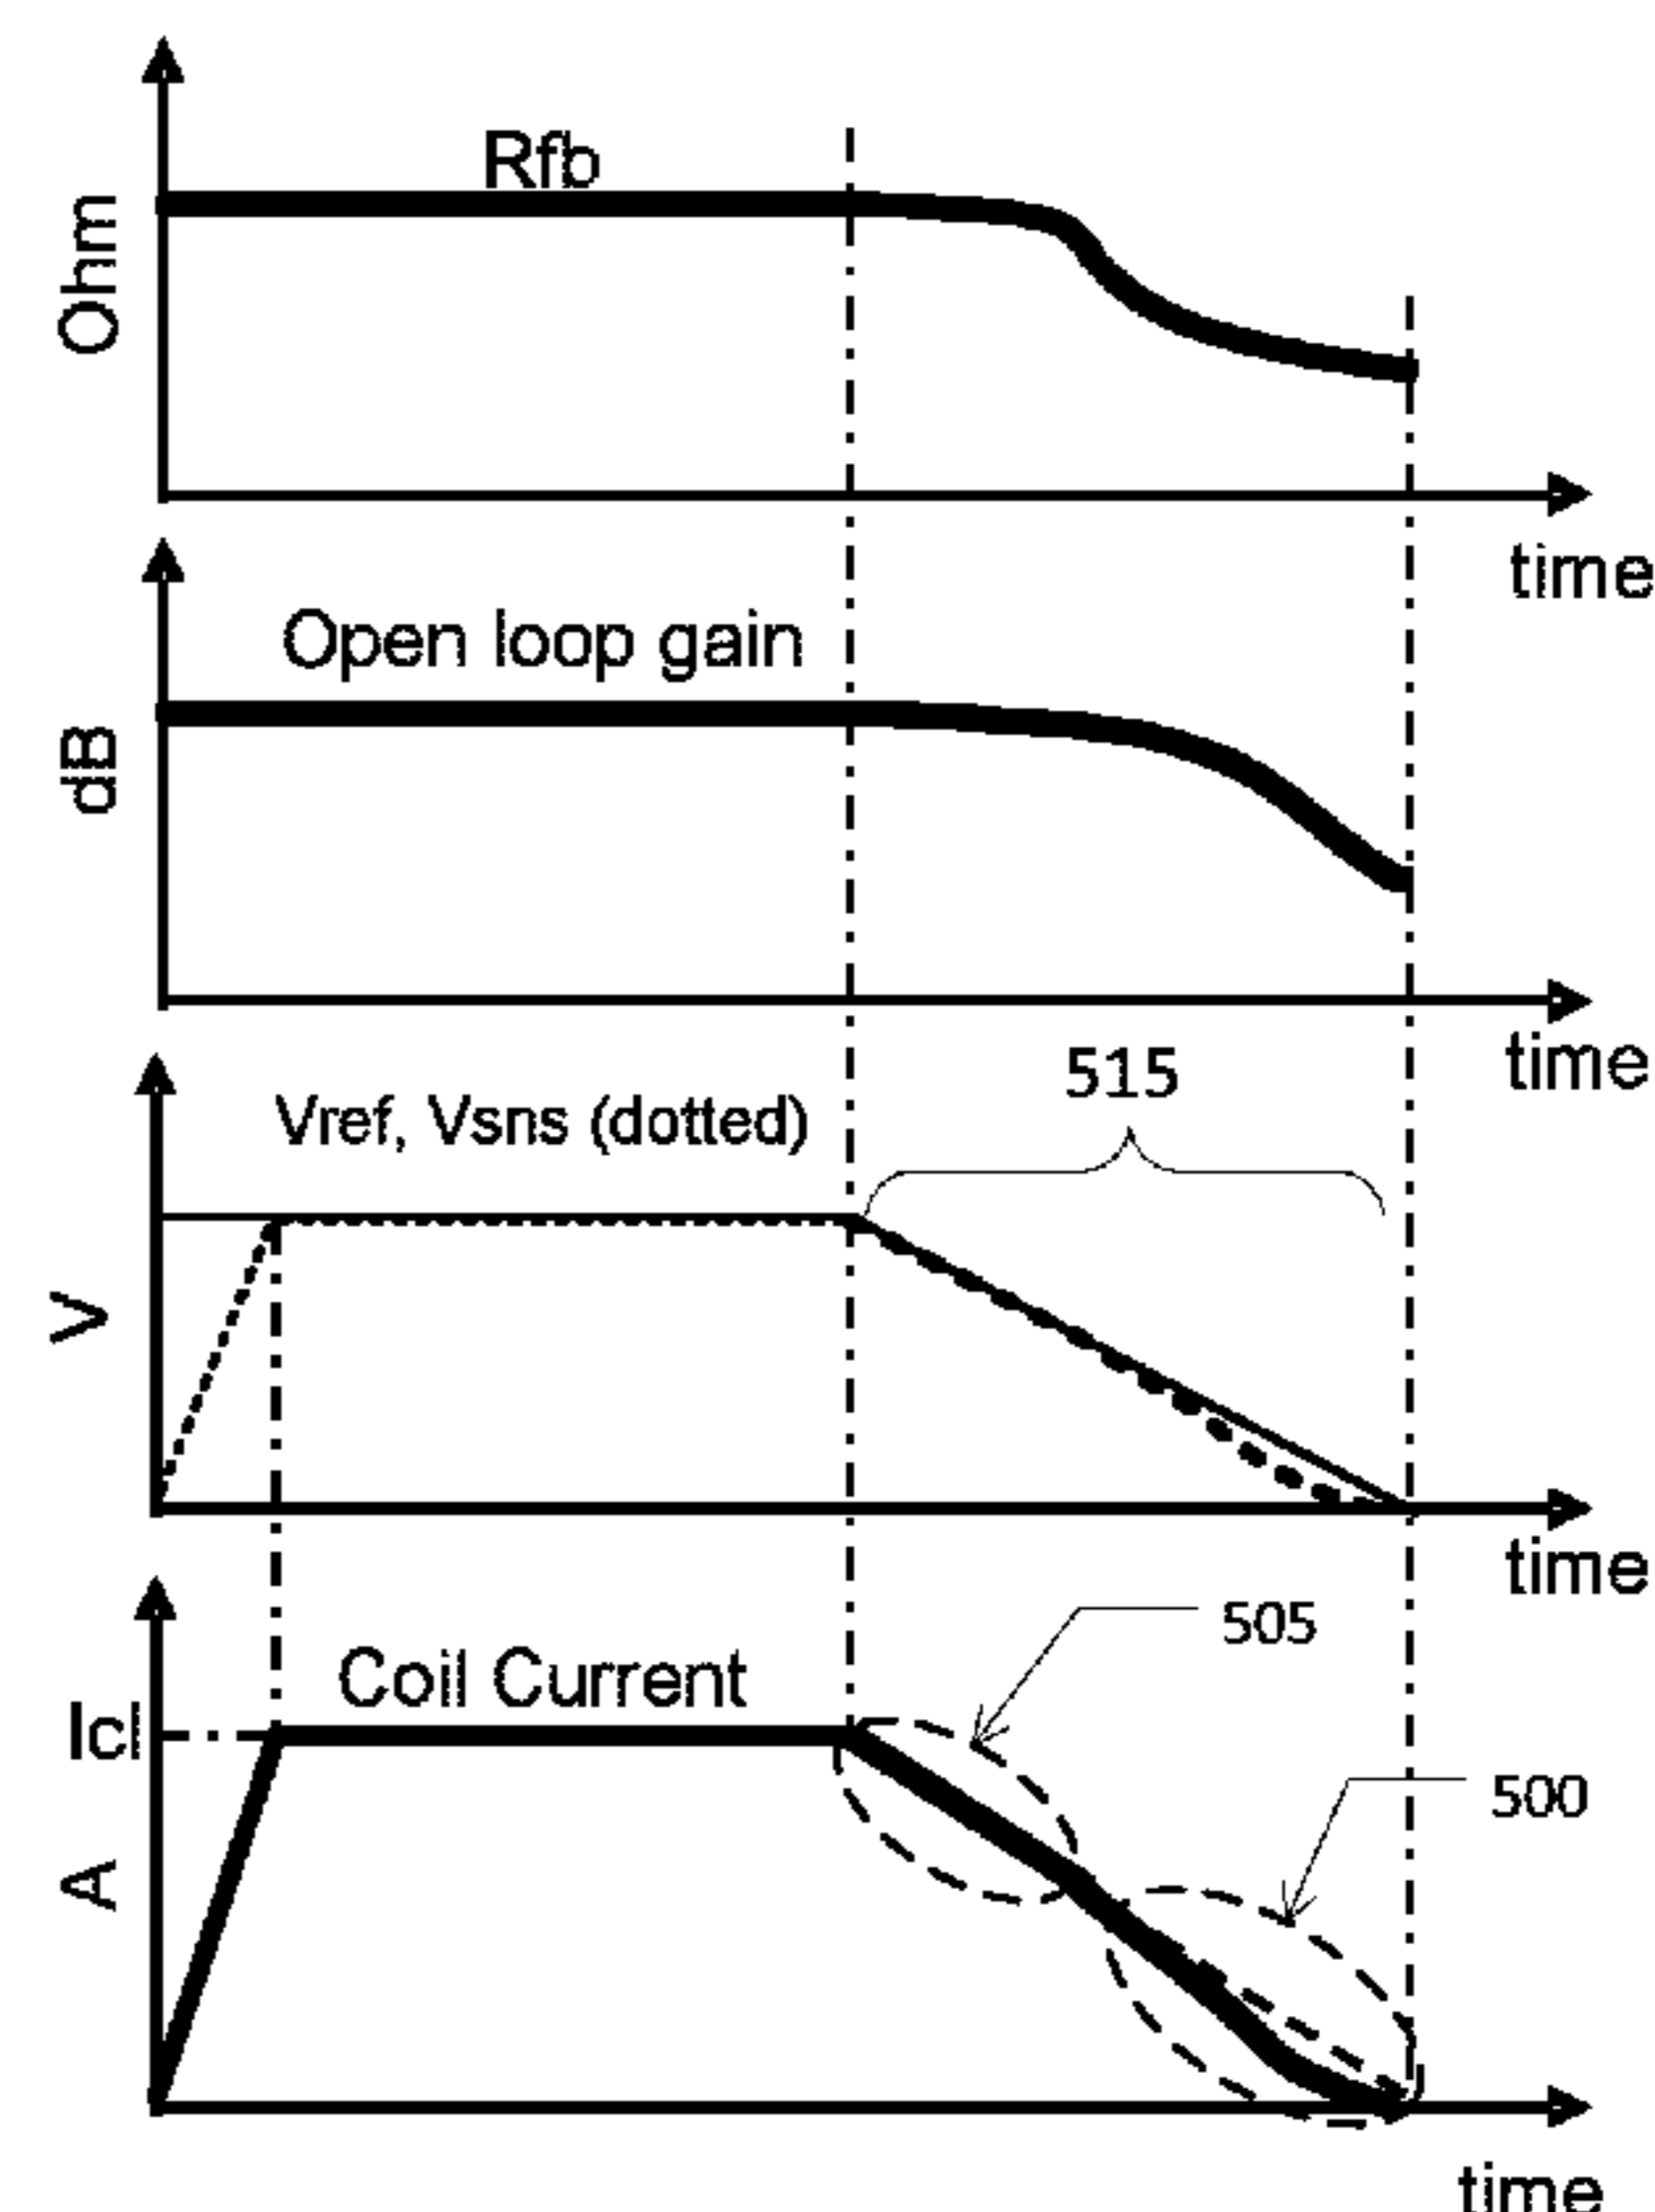 Rfb
Ohm
time
Open loop gain
dB
time
515
Vref, Vsns (dotted)
V
time
505
Coil Current
Icl
500
A
time